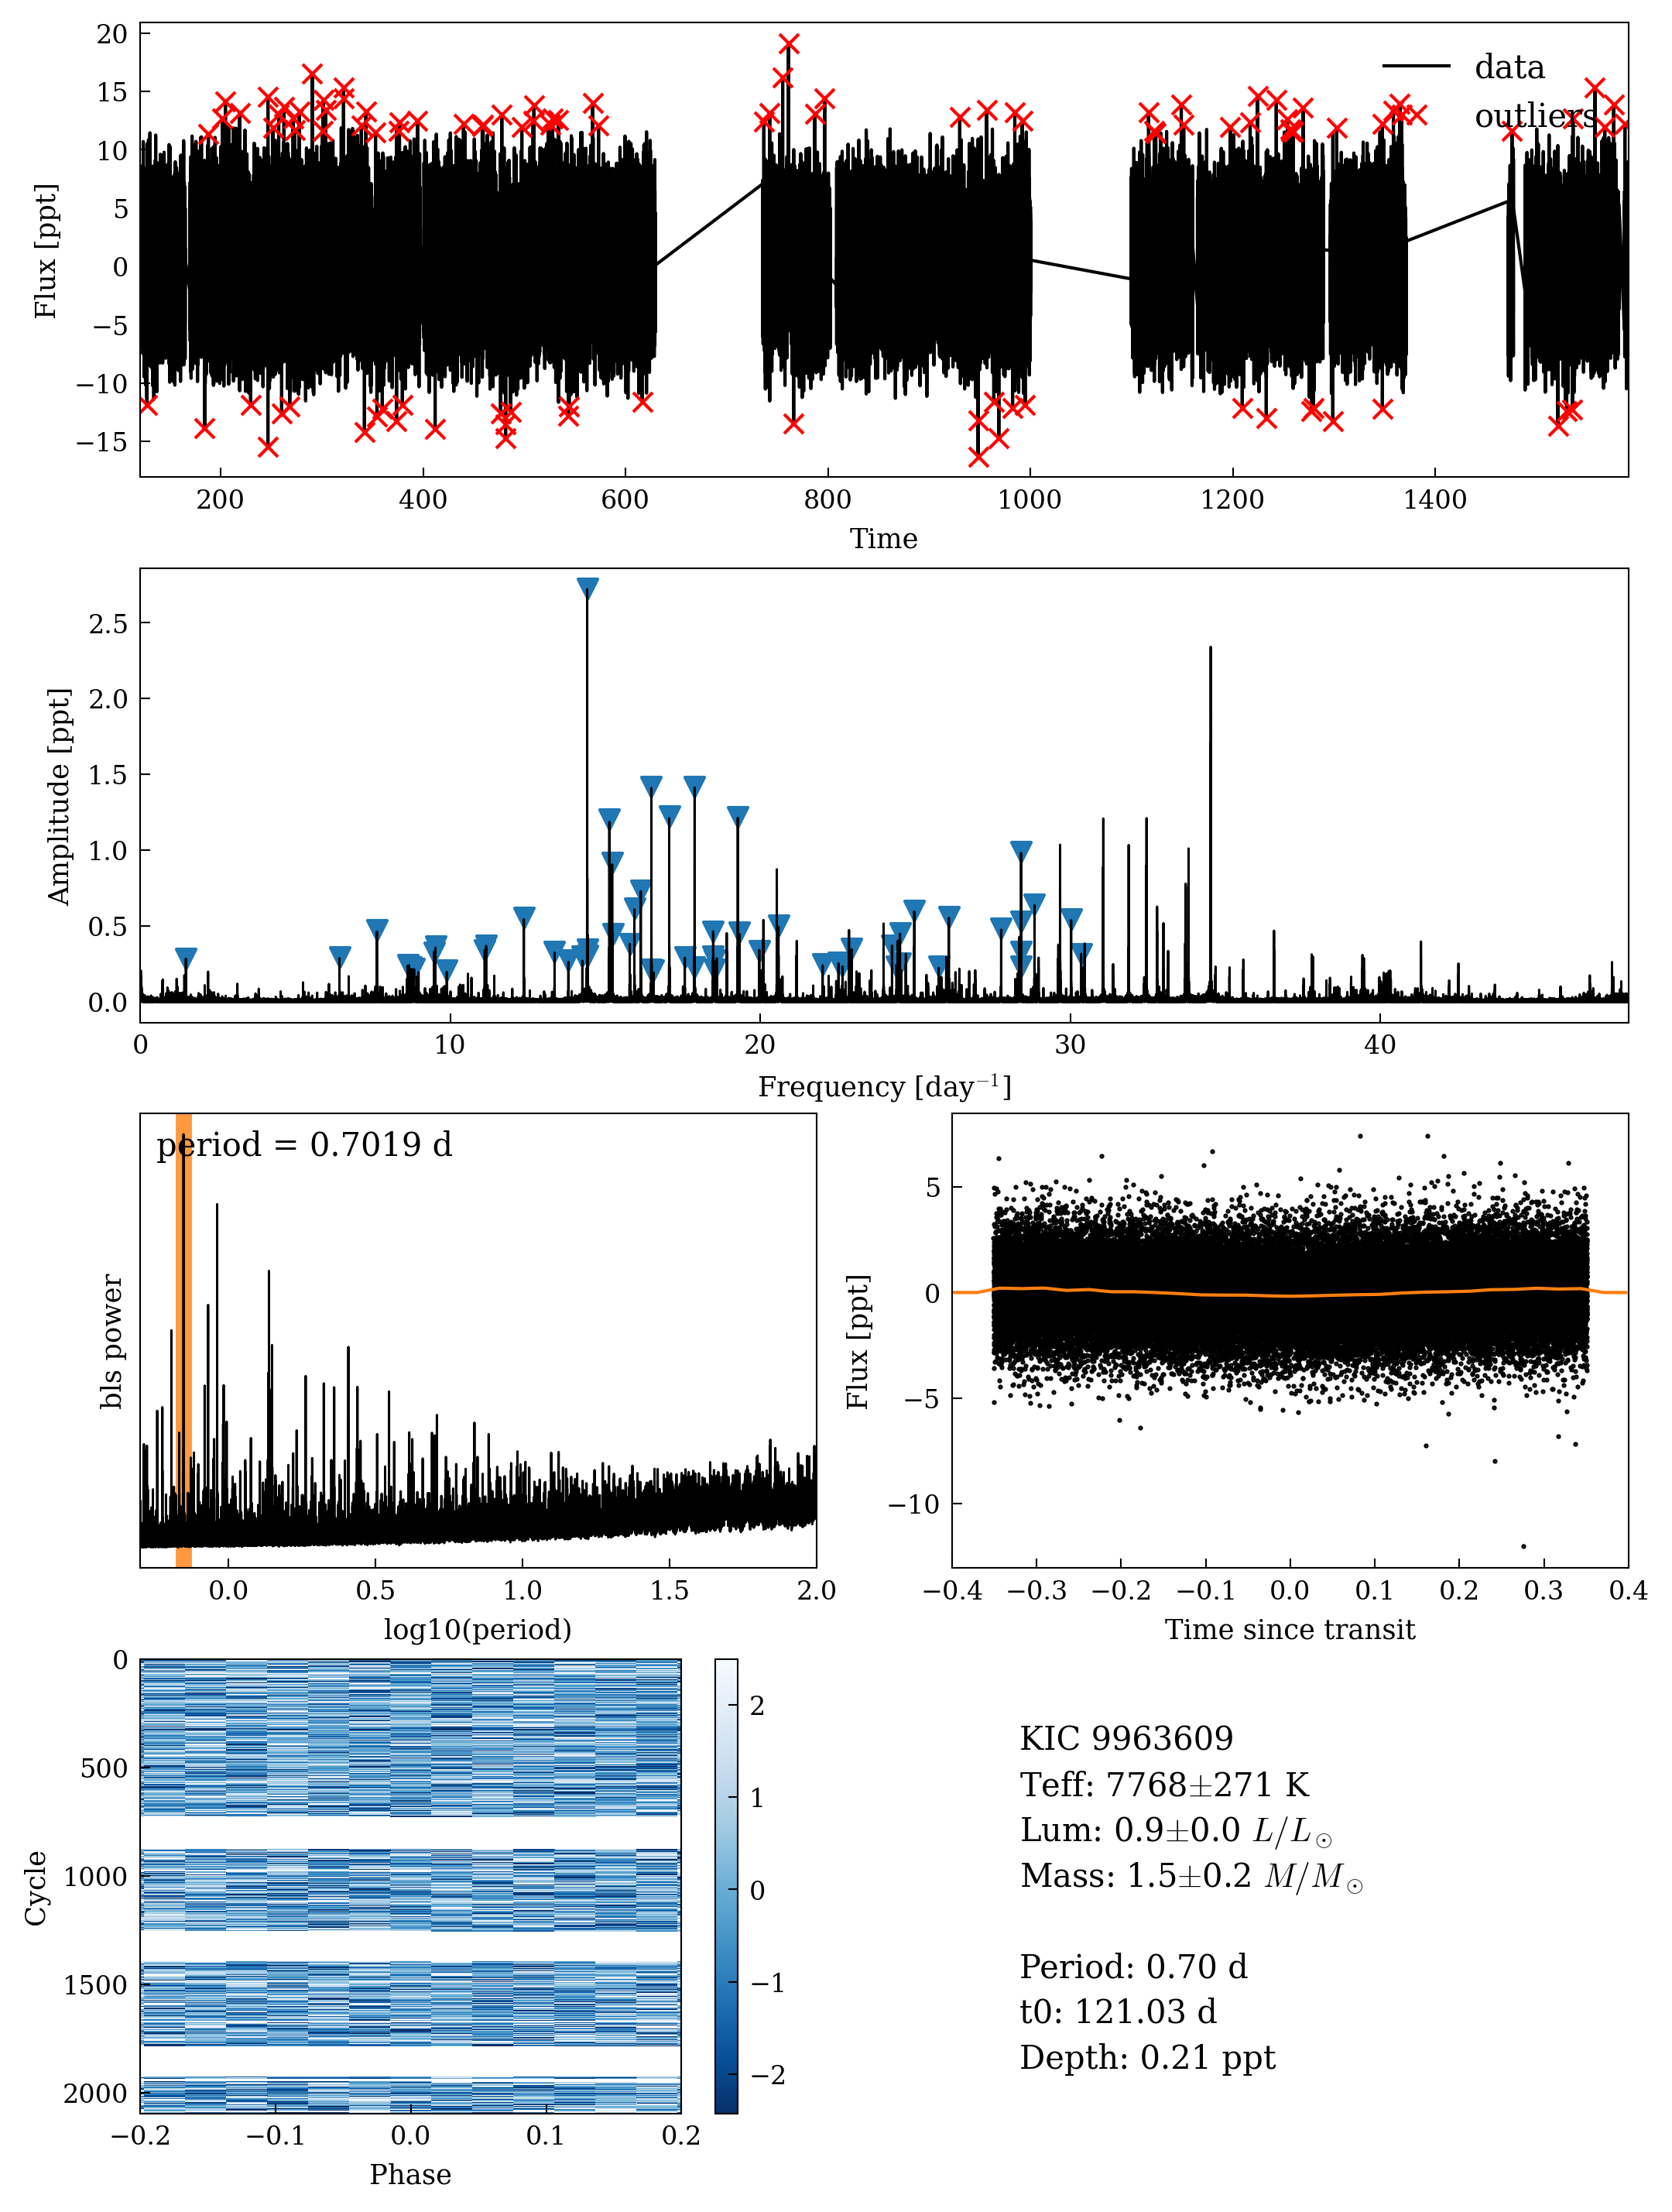 20
15
10
5
0
−5
−10
−15
Flux [ppt]
data
outliers
200 400 600 800 1000 1200 1400
Time
2.5
2.0
1.5
1.0
0.5
0.0
Amplitude [ppt]
0 10 20 30 40
Frequency [day⁻¹]
period = 0.7019 d
bls power
0.0 0.5 1.0 1.5 2.0
log10(period)
5
0
−5
−10
Flux [ppt]
−0.4 −0.3 −0.2 −0.1 0.0 0.1 0.2 0.3 0.4
Time since transit
0
500
1000
1500
2000
Cycle
−0.2 −0.1 0.0 0.1 0.2
Phase
2
1
0
−1
−2
KIC 9963609
Teff: 7768±271 K
Lum: 0.9±0.0 L/L☉
Mass: 1.5±0.2 M/M☉
Period: 0.70 d
t0: 121.03 d
Depth: 0.21 ppt